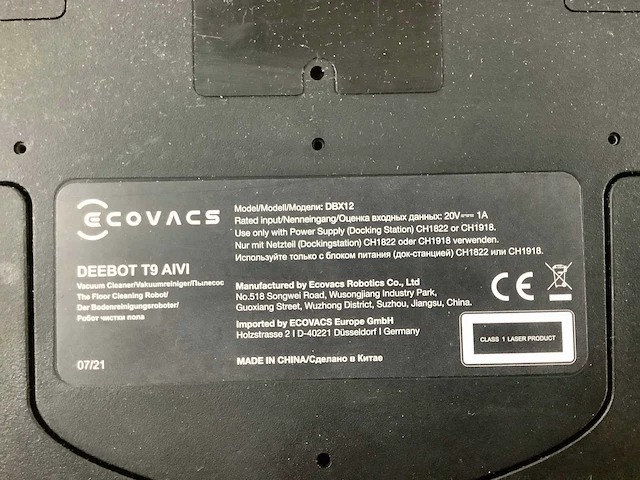 ECOVACS
DEEBOT T9 AIVI
Vacuum Cleaner/Vakuumreiniger/Пылесос
The Floor Cleaning Robot/
Der Bodenreinigungsroboter/
Робот чистки пола
07/21
Model/Modell/Модели: DBX12
Rated input/Nenneingang/Оценка входных данных: 20V⎓ 1A
Use only with Power Supply (Docking Station) CH1822 or CH1918.
Nur mit Netzteil (Dockingstation) CH1822 oder CH1918 verwenden.
Используйте только с блоком питания (док-станцией) CH1822 или CH1918.
Manufactured by Ecovacs Robotics Co., Ltd
No.518 Songwei Road, Wusongjiang Industry Park,
Guoxiang Street, Wuzhong District, Suzhou, Jiangsu, China.
Imported by ECOVACS Europe GmbH
Holzstrasse 2 I D-40221 Düsseldorf I Germany
MADE IN CHINA/Сделано в Китае
CE
CLASS 1 LASER PRODUCT